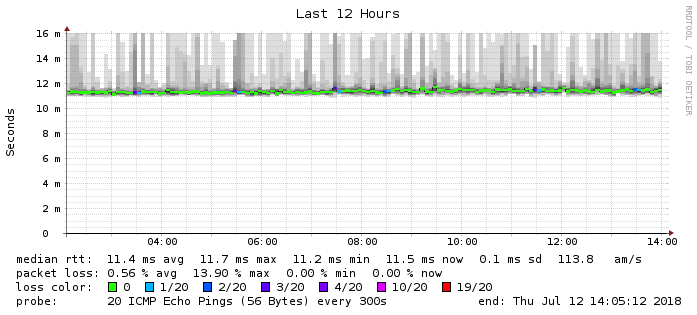 Last 12 Hours
RRDTOOL / TOBI OETIKER
Seconds
16 m
14 m
12 m
10 m
8 m
6 m
4 m
2 m
0
04:00 06:00 08:00 10:00 12:00 14:00
median rtt: 11.4 ms avg 11.7 ms max 11.2 ms min 11.5 ms now 0.1 ms sd 113.8 am/s
packet loss: 0.56 % avg 13.90 % max 0.00 % min 0.00 % now
loss color: 0 1/20 2/20 3/20 4/20 10/20 19/20
probe: 20 ICMP Echo Pings (56 Bytes) every 300s end: Thu Jul 12 14:05:12 2018